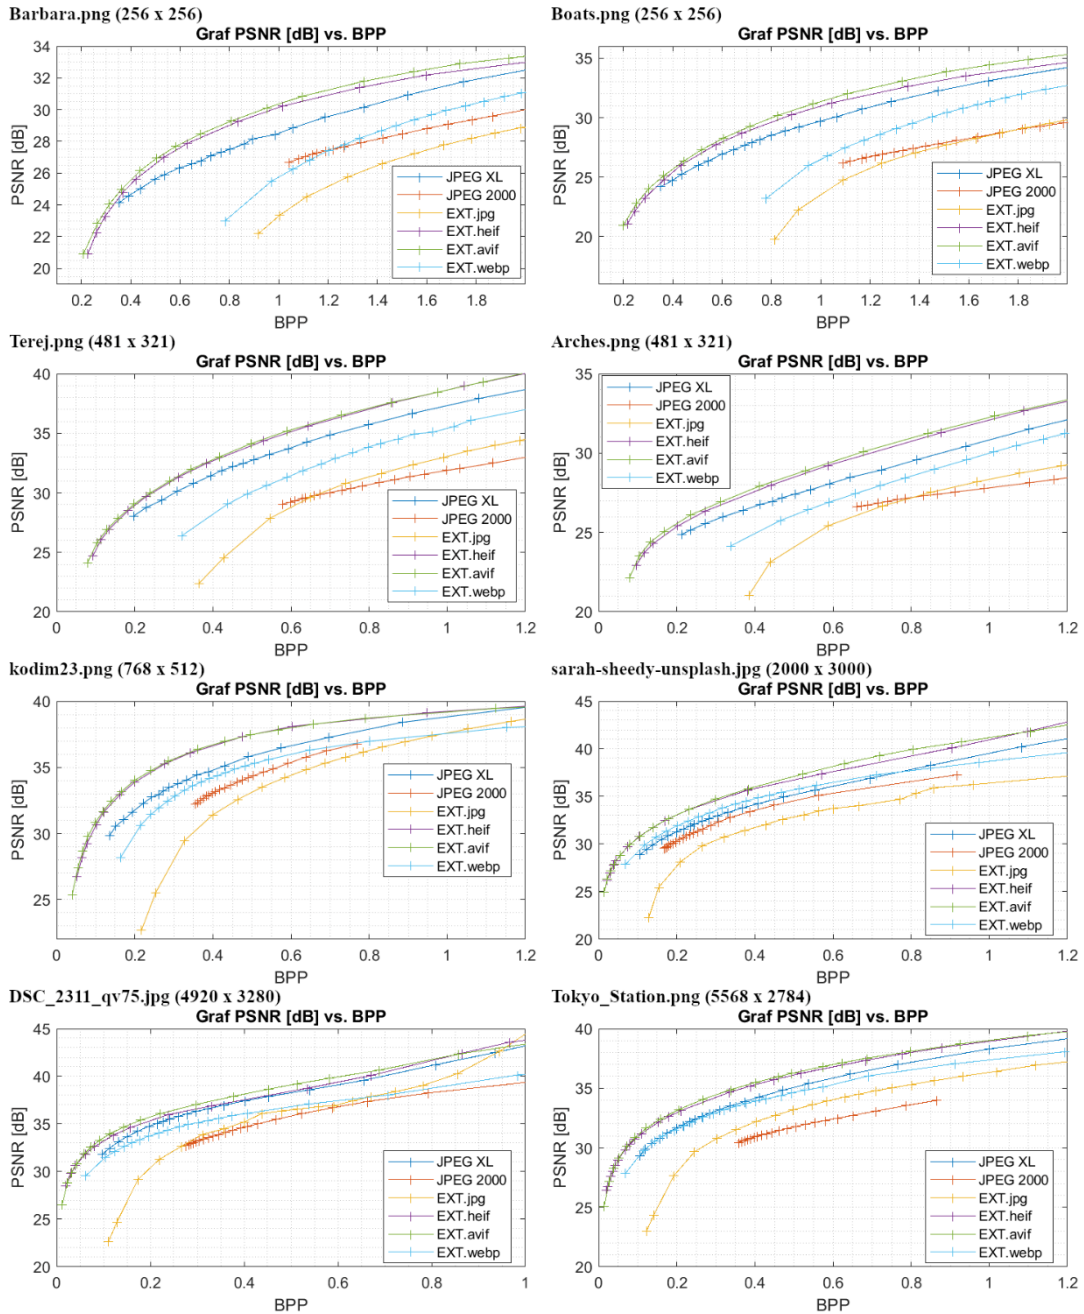 Barbara.png (256 x 256)
Graf PSNR [dB] vs. BPP
PSNR [dB]
34
32
30
28
26
24
22
20
JPEG XL
JPEG 2000
EXT.jpg
EXT.heif
EXT.avif
EXT.webp
0.2 0.4 0.6 0.8 1 1.2 1.4 1.6 1.8
BPP
Boats.png (256 x 256)
Graf PSNR [dB] vs. BPP
PSNR [dB]
35
30
25
20
JPEG XL
JPEG 2000
EXT.jpg
EXT.heif
EXT.avif
EXT.webp
0.2 0.4 0.6 0.8 1 1.2 1.4 1.6 1.8
BPP
Terej.png (481 x 321)
Graf PSNR [dB] vs. BPP
PSNR [dB]
40
35
30
25
20
JPEG XL
JPEG 2000
EXT.jpg
EXT.heif
EXT.avif
EXT.webp
0 0.2 0.4 0.6 0.8 1 1.2
BPP
Arches.png (481 x 321)
Graf PSNR [dB] vs. BPP
PSNR [dB]
35
30
25
20
JPEG XL
JPEG 2000
EXT.jpg
EXT.heif
EXT.avif
EXT.webp
0 0.2 0.4 0.6 0.8 1 1.2
BPP
kodim23.png (768 x 512)
Graf PSNR [dB] vs. BPP
PSNR [dB]
40
35
30
25
JPEG XL
JPEG 2000
EXT.jpg
EXT.heif
EXT.avif
EXT.webp
0 0.2 0.4 0.6 0.8 1 1.2
BPP
sarah-sheedy-unsplash.jpg (2000 x 3000)
Graf PSNR [dB] vs. BPP
PSNR [dB]
45
40
35
30
25
20
JPEG XL
JPEG 2000
EXT.jpg
EXT.heif
EXT.avif
EXT.webp
0 0.2 0.4 0.6 0.8 1 1.2
BPP
DSC_2311_qv75.jpg (4920 x 3280)
Graf PSNR [dB] vs. BPP
PSNR [dB]
45
40
35
30
25
20
JPEG XL
JPEG 2000
EXT.jpg
EXT.heif
EXT.avif
EXT.webp
0 0.2 0.4 0.6 0.8 1
BPP
Tokyo_Station.png (5568 x 2784)
Graf PSNR [dB] vs. BPP
PSNR [dB]
40
35
30
25
20
JPEG XL
JPEG 2000
EXT.jpg
EXT.heif
EXT.avif
EXT.webp
0 0.2 0.4 0.6 0.8 1 1.2
BPP